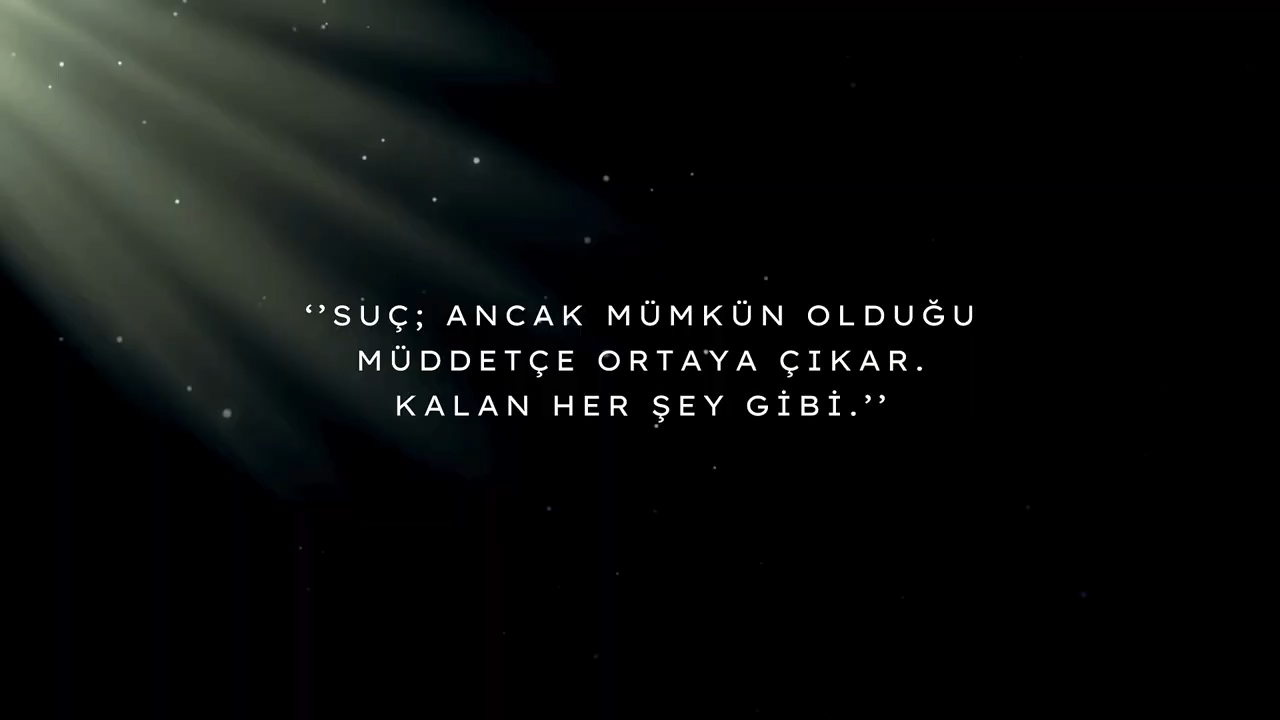 ‘’SUÇ; ANCAK MÜMKÜN OLDUĞU
MÜDDETÇE ORTAYA ÇIKAR.
KALAN HER ŞEY GİBİ.’’